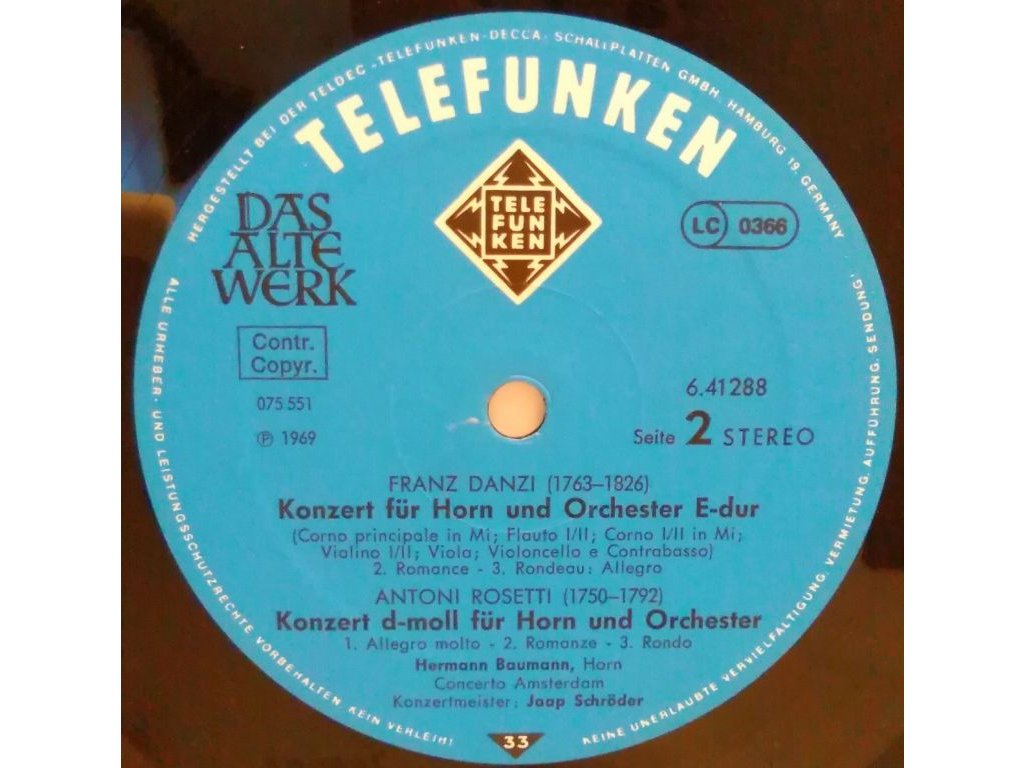 HERGESTELLT BEI DER TELDEC »TELEFUNKEN-DECCA« SCHALLPLATTEN GMBH, HAMBURG 19, GERMANY
TELEFUNKEN
TELE
FUN
KEN
DAS
ALTE
WERK
LC 0366
Contr.
Copyr.
075 551
℗ 1969
6.41288
Seite 2 STEREO
FRANZ DANZI (1763–1826)
Konzert für Horn und Orchester E-dur
(Corno principale in Mi; Flauto I/II; Corno I/II in Mi;
Violino I/II; Viola; Violoncello e Contrabasso)
2. Romance - 3. Rondeau: Allegro
ANTONI ROSETTI (1750–1792)
Konzert d-moll für Horn und Orchester
1. Allegro molto - 2. Romanze - 3. Rondo
Hermann Baumann, Horn
Concerto Amsterdam
Konzertmeister: Jaap Schröder
33
ALLE URHEBER- UND LEISTUNGSSCHUTZRECHTE VORBEHALTEN. KEIN VERLEIH!
KEINE UNERLAUBTE VERVIELFÄLTIGUNG, VERMIETUNG, AUFFÜHRUNG, SENDUNG!